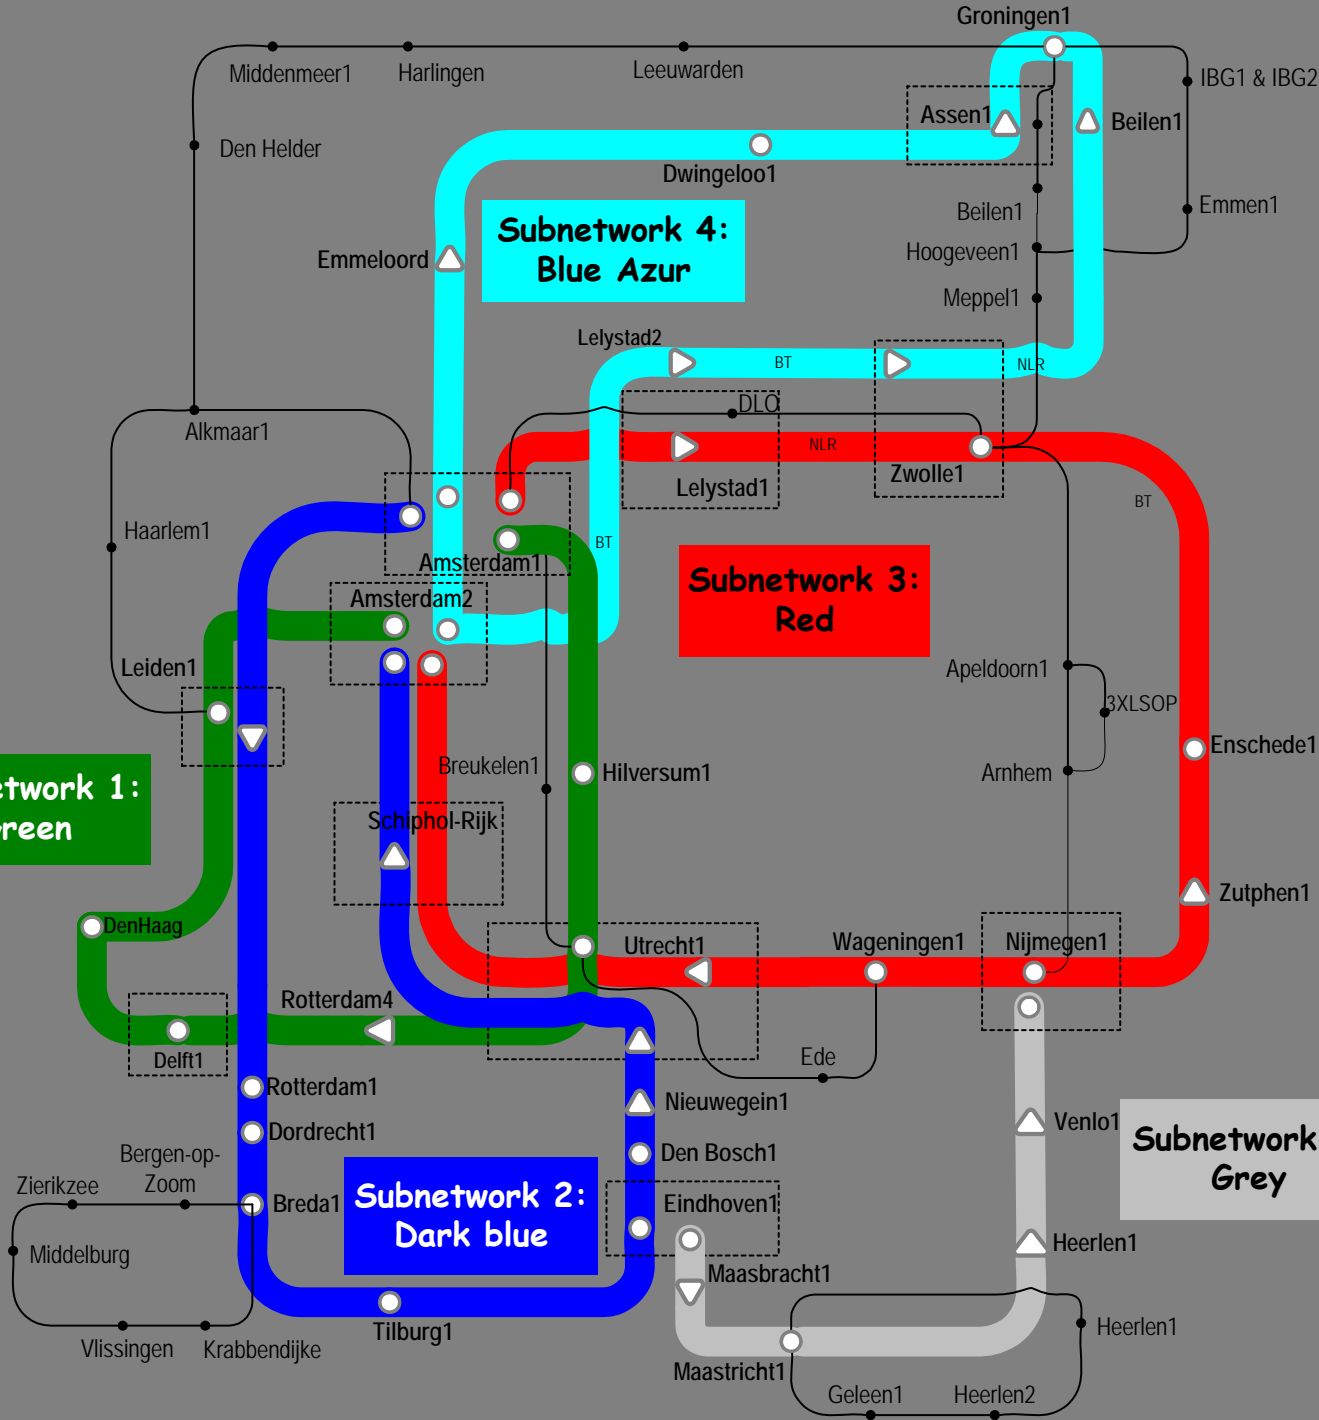 Groningen1
Middenmeer1
Harlingen
Leeuwarden
IBG1 & IBG2
Assen1
Beilen1
Den Helder
Dwingeloo1
Beilen1
Emmen1
Subnetwork 4:
Blue Azur
Emmeloord
Hoogeveen1
Meppel1
Lelystad2
BT
NLR
DLO
Alkmaar1
NLR
Zwolle1
Lelystad1
BT
Haarlem1
BT
Amsterdam1
Subnetwork 3:
Red
Amsterdam2
Leiden1
Apeldoorn1
3XLSOP
Enschede1
Breukelen1
Hilversum1
Arnhem
etwork 1:
reen
Schiphol-Rijk
Zutphen1
DenHaag
Utrecht1
Wageningen1
Nijmegen1
Rotterdam4
Delft1
Ede
Rotterdam1
Nieuwegein1
Venlo1
Dordrecht1
Den Bosch1
Subnetwork
Grey
Bergen-op-
Zoom
Zierikzee
Breda1
Subnetwork 2:
Dark blue
Eindhoven1
Middelburg
Heerlen1
Maasbracht1
Tilburg1
Heerlen1
Vlissingen
Krabbendijke
Maastricht1
Geleen1
Heerlen2